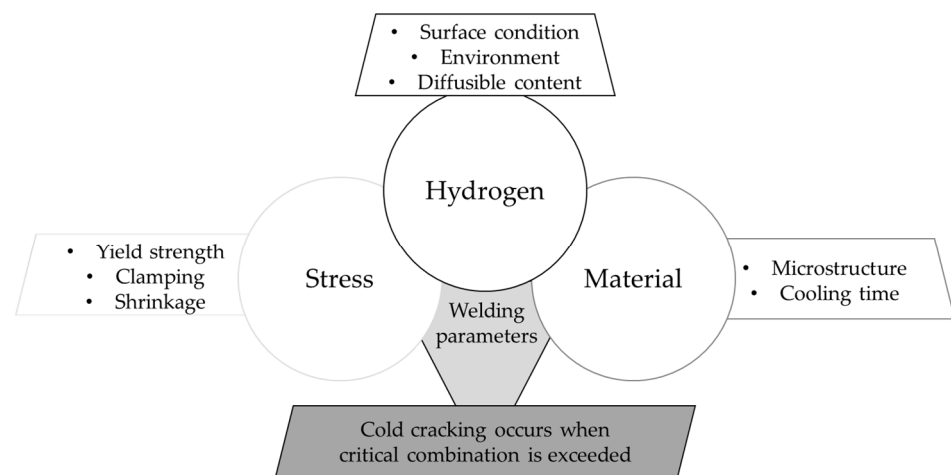 • Surface condition
• Environment
• Diffusible content
Hydrogen
• Yield strength
• Clamping
• Shrinkage
Stress
Material
• Microstructure
• Cooling time
Welding
parameters
Cold cracking occurs when
critical combination is exceeded